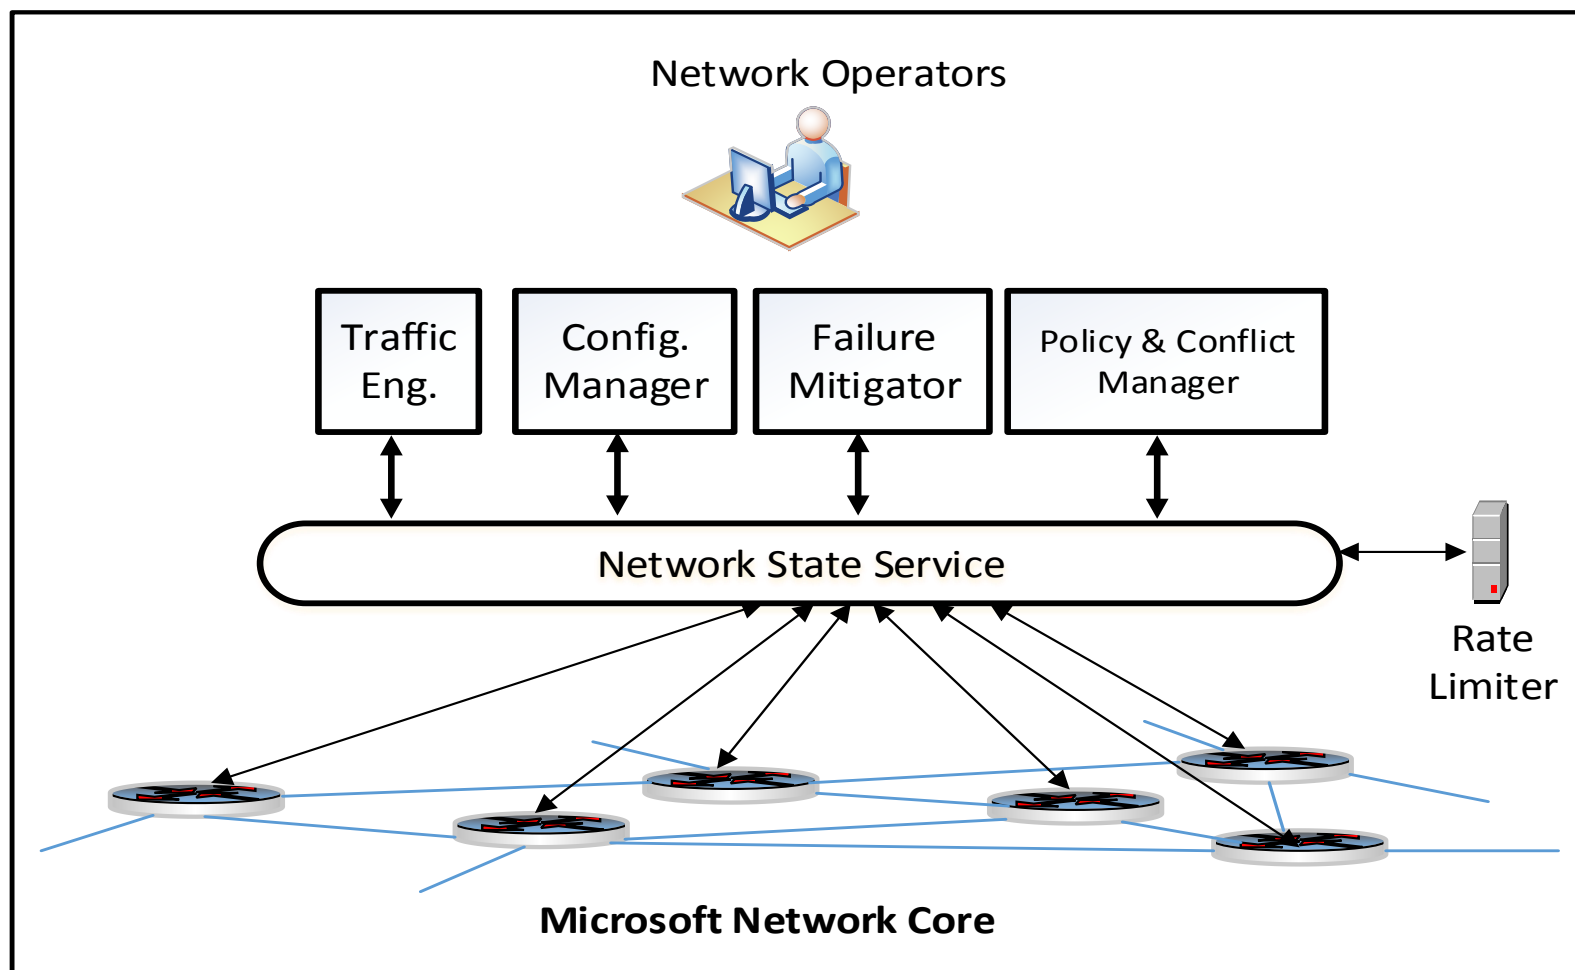 Network Operators
Traffic
Eng.
Config.
Manager
Failure
Mitigator
Policy & Conflict
Manager
Network State Service
Rate
Limiter
Microsoft Network Core